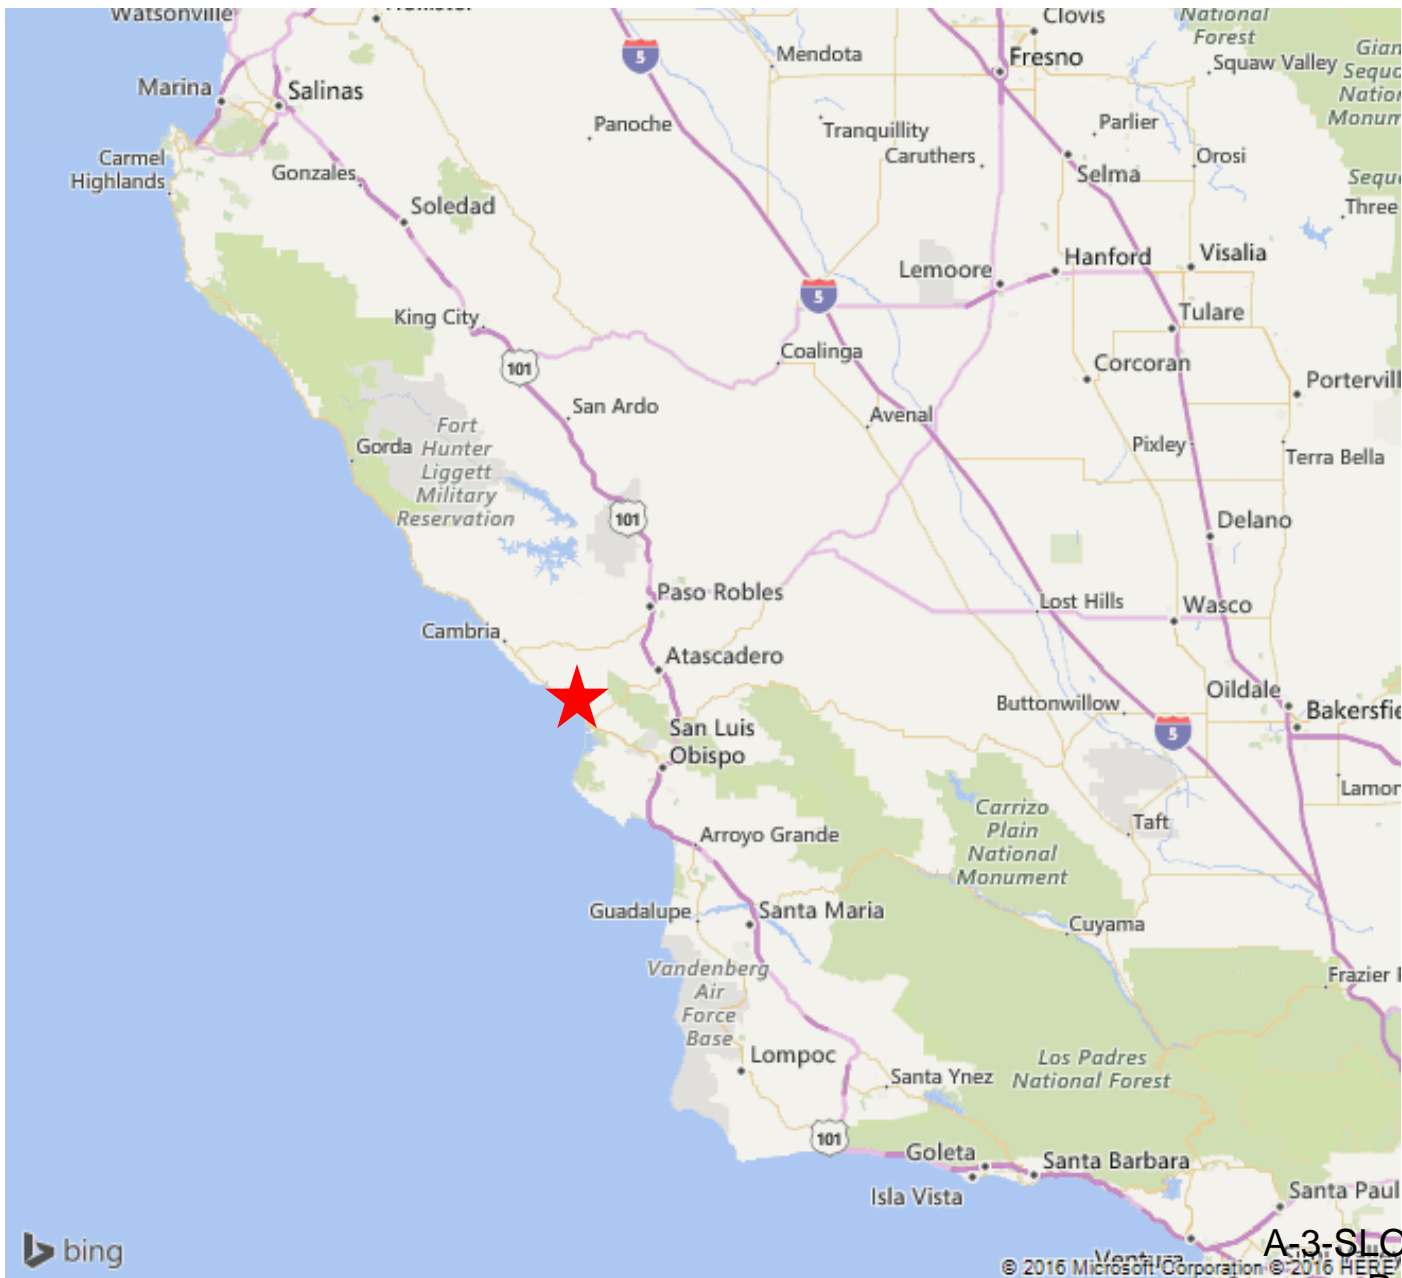 Watsonville
Clovis
National
Forest
Mendota
Fresno
Squaw Valley
Marina
Salinas
Panoche
Tranquillity
Parlier
Carmel
Highlands
Caruthers
Orosi
Gonzales
Selma
Soledad
Three
Lemoore
Hanford
Visalia
5
5
King City
Tulare
101
Coalinga
Corcoran
San Ardo
Avenal
Gorda
Fort
Hunter
Liggett
Military
Reservation
Pixley
Terra Bella
101
Delano
Paso Robles
Lost Hills
Wasco
Cambria
Atascadero
Oildale
Buttonwillow
5
San Luis
Obispo
Carrizo
Plain
National
Monument
Taft
Arroyo Grande
Guadalupe
Santa Maria
Cuyama
Vandenberg
Air
Force
Base
Frazier
Lompoc
Los Padres
National Forest
Santa Ynez
101
Goleta
Santa Barbara
Isla Vista
Santa Paul
bing
Ventura
A-3-SLO
© 2016 Microsoft Corporation © 2016 HERE